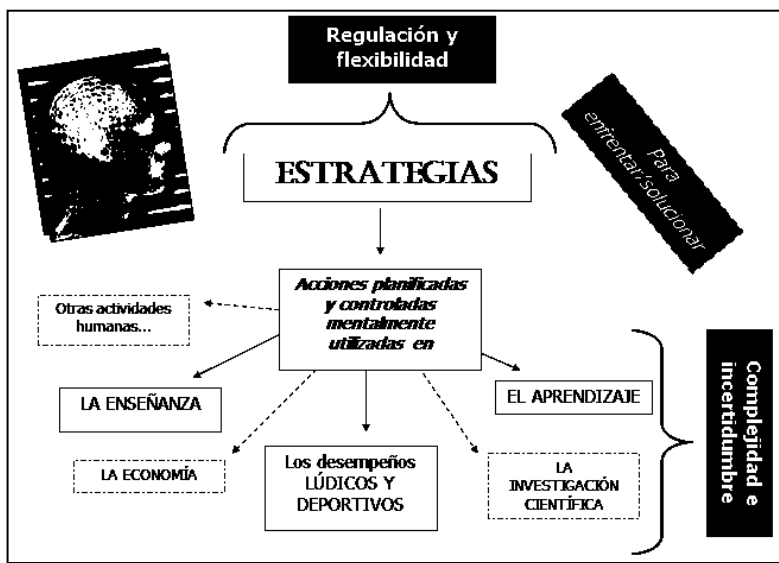 Regulación y
flexibilidad
Para
enfrentar/solucionar
ESTRATEGIAS
Acciones planificadas
y controladas
mentalmente
utilizadas en
Otras actividades
humanas...
LA ENSEÑANZA
EL APRENDIZAJE
LA ECONOMÍA
Los desempeños
LÚDICOS Y
DEPORTIVOS
LA
INVESTIGACIÓN
CIENTÍFICA
Complejidad e
incertidumbre